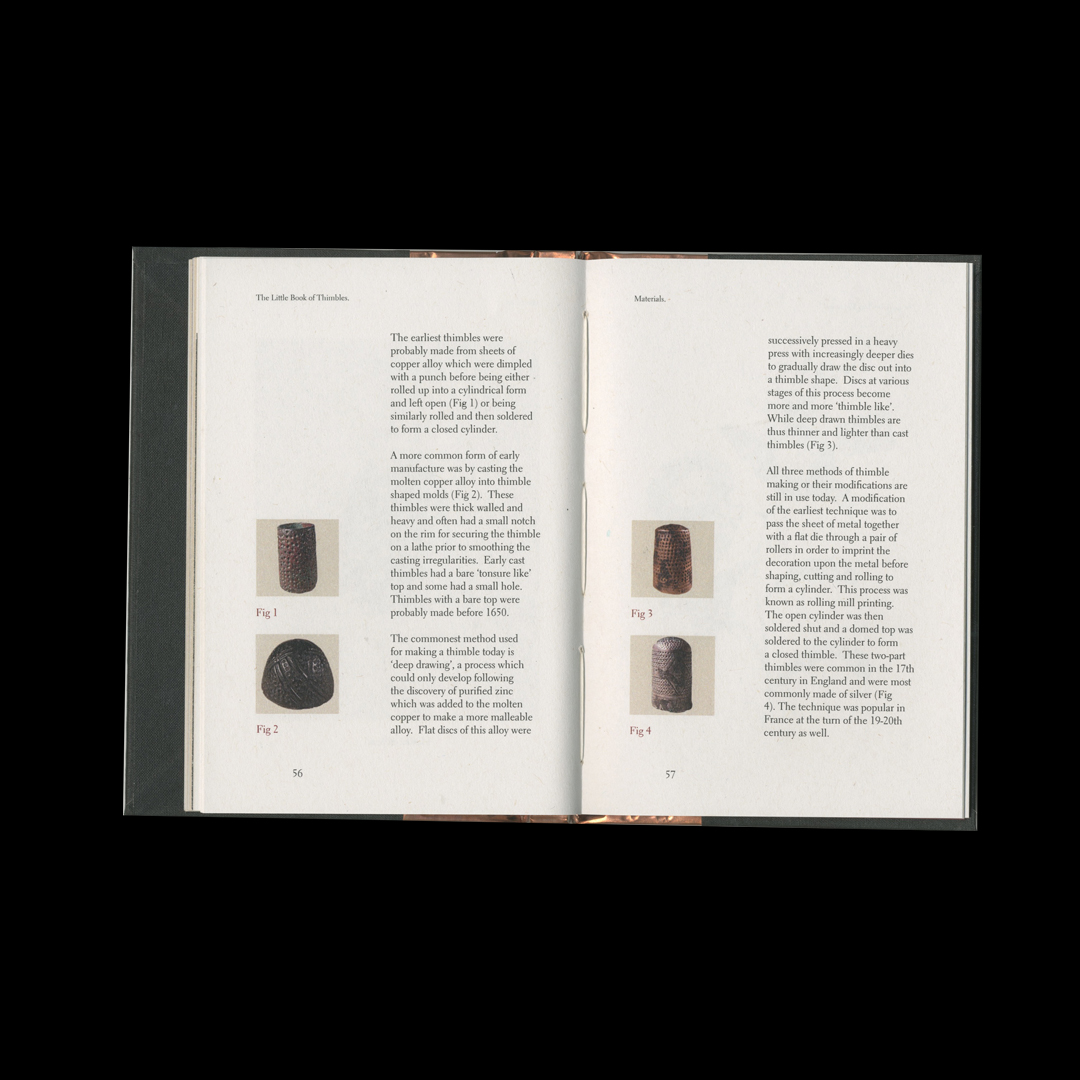 The Little Book of Thimbles.
The earliest thimbles were
probably made from sheets of
copper alloy which were dimpled
with a punch before being either
rolled up into a cylindrical form
and left open (Fig 1) or being
similarly rolled and then soldered
to form a closed cylinder.
A more common form of early
manufacture was by casting the
molten copper alloy into thimble
shaped molds (Fig 2). These
thimbles were thick walled and
heavy and often had a small notch
on the rim for securing the thimble
on a lathe prior to smoothing the
casting irregularities. Early cast
thimbles had a bare ‘tonsure like’
top and some had a small hole.
Thimbles with a bare top were
probably made before 1650.
The commonest method used
for making a thimble today is
‘deep drawing’, a process which
could only develop following
the discovery of purified zinc
which was added to the molten
copper to make a more malleable
alloy. Flat discs of this alloy were
Fig 1
Fig 2
56
Materials.
successively pressed in a heavy
press with increasingly deeper dies
to gradually draw the disc out into
a thimble shape. Discs at various
stages of this process become
more and more ‘thimble like’.
While deep drawn thimbles are
thus thinner and lighter than cast
thimbles (Fig 3).
All three methods of thimble
making or their modifications are
still in use today. A modification
of the earliest technique was to
pass the sheet of metal together
with a flat die through a pair of
rollers in order to imprint the
decoration upon the metal before
shaping, cutting and rolling to
form a cylinder. This process was
known as rolling mill printing.
The open cylinder was then
soldered shut and a domed top was
soldered to the cylinder to form
a closed thimble. These two-part
thimbles were common in the 17th
century in England and were most
commonly made of silver (Fig
4). The technique was popular in
France at the turn of the 19-20th
century as well.
Fig 3
Fig 4
57